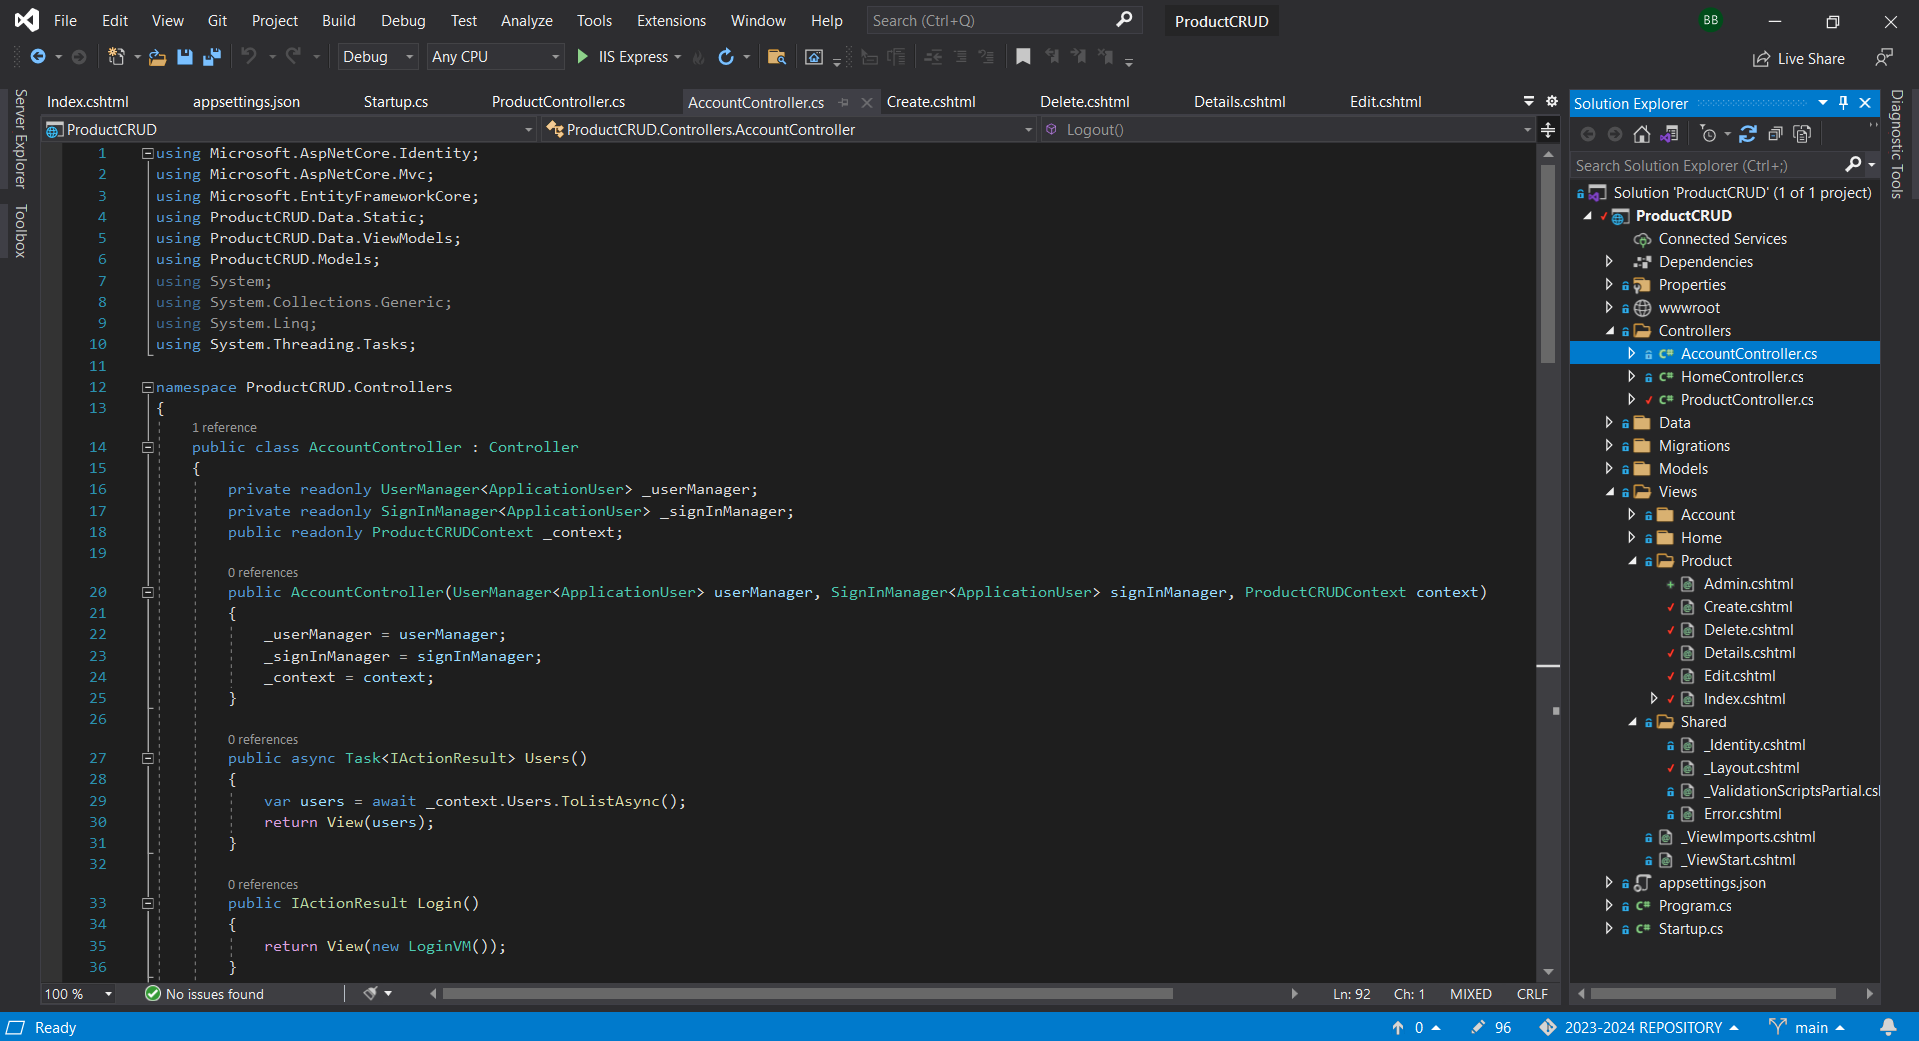 File Edit View Git Project Build Debug Test Analyze Tools Extensions Window Help Search (Ctrl+Q) ProductCRUD BB
Debug Any CPU IIS Express Live Share
Server Explorer
Toolbox
Index.cshtml appsettings.json Startup.cs ProductController.cs AccountController.cs Create.cshtml Delete.cshtml Details.cshtml Edit.cshtml
ProductCRUD ProductCRUD.Controllers.AccountController Logout()
1 using Microsoft.AspNetCore.Identity;
2 using Microsoft.AspNetCore.Mvc;
3 using Microsoft.EntityFrameworkCore;
4 using ProductCRUD.Data.Static;
5 using ProductCRUD.Data.ViewModels;
6 using ProductCRUD.Models;
7 using System;
8 using System.Collections.Generic;
9 using System.Linq;
10 using System.Threading.Tasks;
11
12 namespace ProductCRUD.Controllers
13 {
1 reference
14 public class AccountController : Controller
15 {
16 private readonly UserManager<ApplicationUser> _userManager;
17 private readonly SignInManager<ApplicationUser> _signInManager;
18 public readonly ProductCRUDContext _context;
19
0 references
20 public AccountController(UserManager<ApplicationUser> userManager, SignInManager<ApplicationUser> signInManager, ProductCRUDContext context)
21 {
22 _userManager = userManager;
23 _signInManager = signInManager;
24 _context = context;
25 }
26
0 references
27 public async Task<IActionResult> Users()
28 {
29 var users = await _context.Users.ToListAsync();
30 return View(users);
31 }
32
0 references
33 public IActionResult Login()
34 {
35 return View(new LoginVM());
36 }
100 % No issues found Ln: 92 Ch: 1 MIXED CRLF
Solution Explorer
Search Solution Explorer (Ctrl+;)
Solution 'ProductCRUD' (1 of 1 project)
ProductCRUD
Connected Services
Dependencies
Properties
wwwroot
Controllers
C# AccountController.cs
C# HomeController.cs
C# ProductController.cs
Data
Migrations
Models
Views
Account
Home
Product
Admin.cshtml
Create.cshtml
Delete.cshtml
Details.cshtml
Edit.cshtml
Index.cshtml
Shared
_Identity.cshtml
_Layout.cshtml
_ValidationScriptsPartial.csl
Error.cshtml
_ViewImports.cshtml
_ViewStart.cshtml
appsettings.json
C# Program.cs
C# Startup.cs
Diagnostic Tools
Ready 0 96 2023-2024 REPOSITORY main